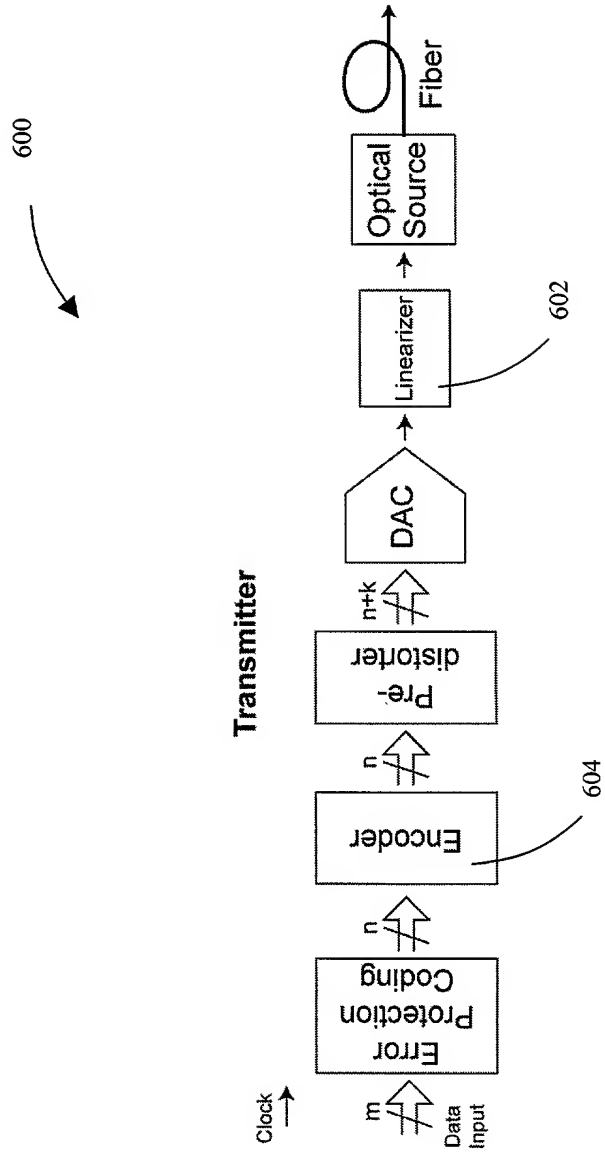 600
Transmitter
Clock
m
Data
Input
Error
Protection
Coding
n
Encoder
604
n
Pre-
distorter
n+k
DAC
Linearizer
602
Optical
Source
Fiber